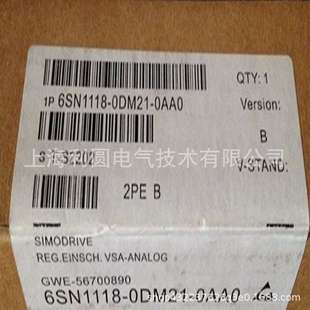 QTY: 1
1P 6SN1118-0DM21-0AA0
Version:
B
上海 圆电气技术有限公司
V-STAND:
2PE B
SIMODRIVE
REG.EINSCH. VSA-ANALOG
GWE-56700890
6SN1118-0DM21-0AA0